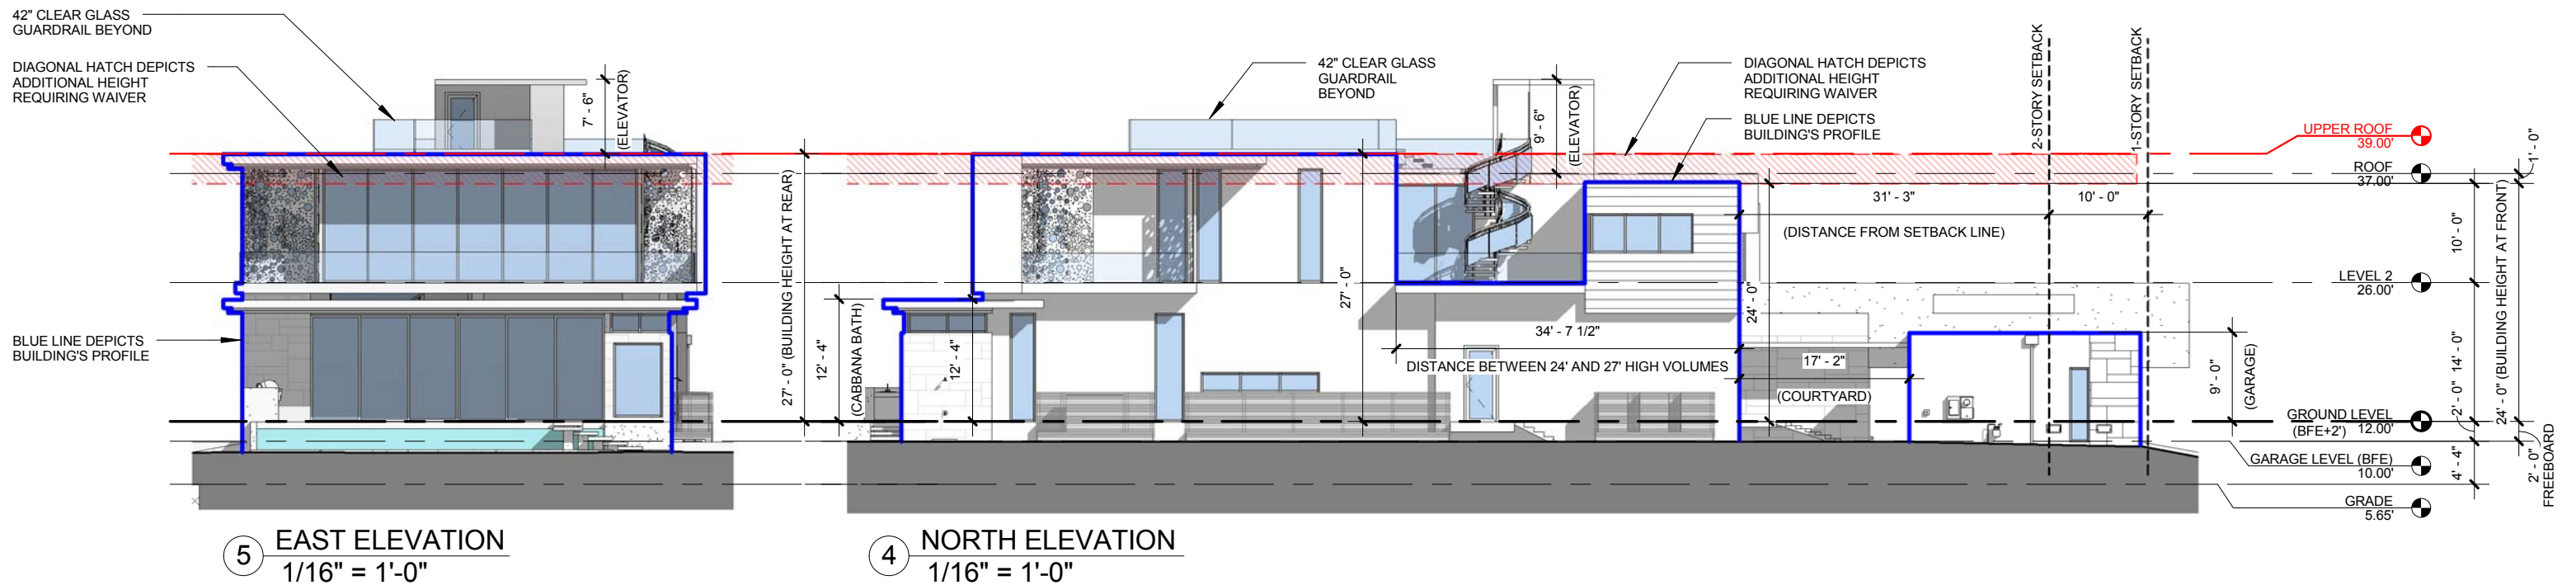 42" CLEAR GLASS
GUARDRAIL BEYOND
DIAGONAL HATCH DEPICTS
ADDITIONAL HEIGHT
REQUIRING WAIVER
BLUE LINE DEPICTS
BUILDING'S PROFILE
7' - 6"
(ELEVATOR)
27' - 0" (BUILDING HEIGHT AT REAR)
12' - 4"
(CABBANA BATH)
12' - 4"
5
EAST ELEVATION
1/16" = 1'-0"
42" CLEAR GLASS
GUARDRAIL
BEYOND
9' - 6"
(ELEVATOR)
DIAGONAL HATCH DEPICTS
ADDITIONAL HEIGHT
REQUIRING WAIVER
BLUE LINE DEPICTS
BUILDING'S PROFILE
27' - 0"
24' - 0"
34' - 7 1/2"
DISTANCE BETWEEN 24' AND 27' HIGH VOLUMES
31' - 3"
(DISTANCE FROM SETBACK LINE)
10' - 0"
17' - 2"
(COURTYARD)
9' - 0"
(GARAGE)
2-STORY SETBACK
1-STORY SETBACK
4
NORTH ELEVATION
1/16" = 1'-0"
UPPER ROOF
39.00'
ROOF
37.00'
LEVEL 2
26.00'
GROUND LEVEL
(BFE+2') 12.00'
GARAGE LEVEL (BFE)
10.00'
GRADE
5.65'
1' - 0"
10' - 0"
14' - 0"
2' - 0"
4' - 4"
24' - 0" (BUILDING HEIGHT AT FRONT)
2' - 0"
FREEBOARD